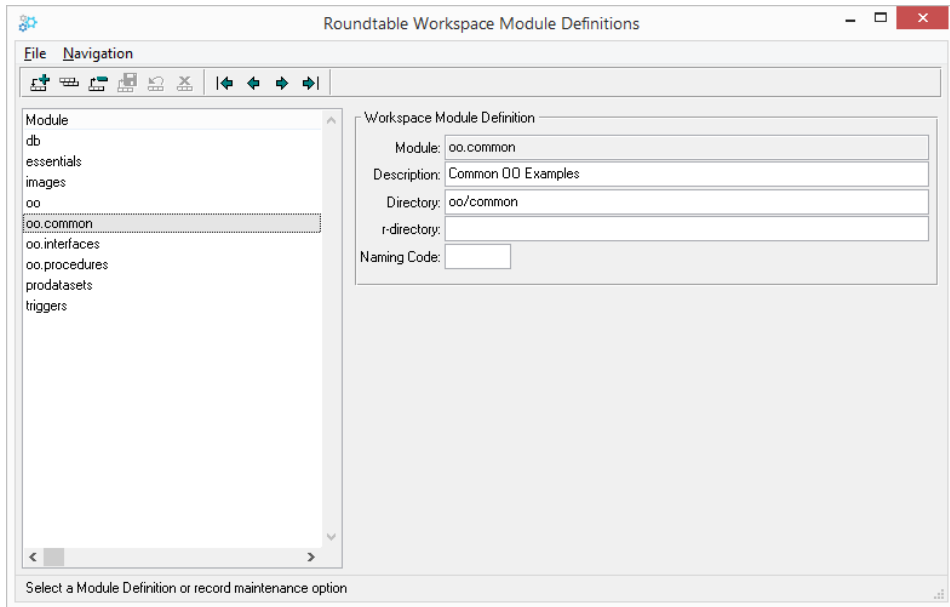 Roundtable Workspace Module Definitions
File Navigation
Module
db
essentials
images
oo
oo.common
oo.interfaces
oo.procedures
prodatasets
triggers
Workspace Module Definition
Module: oo.common
Description: Common OO Examples
Directory: oo/common
r-directory:
Naming Code:
Select a Module Definition or record maintenance option